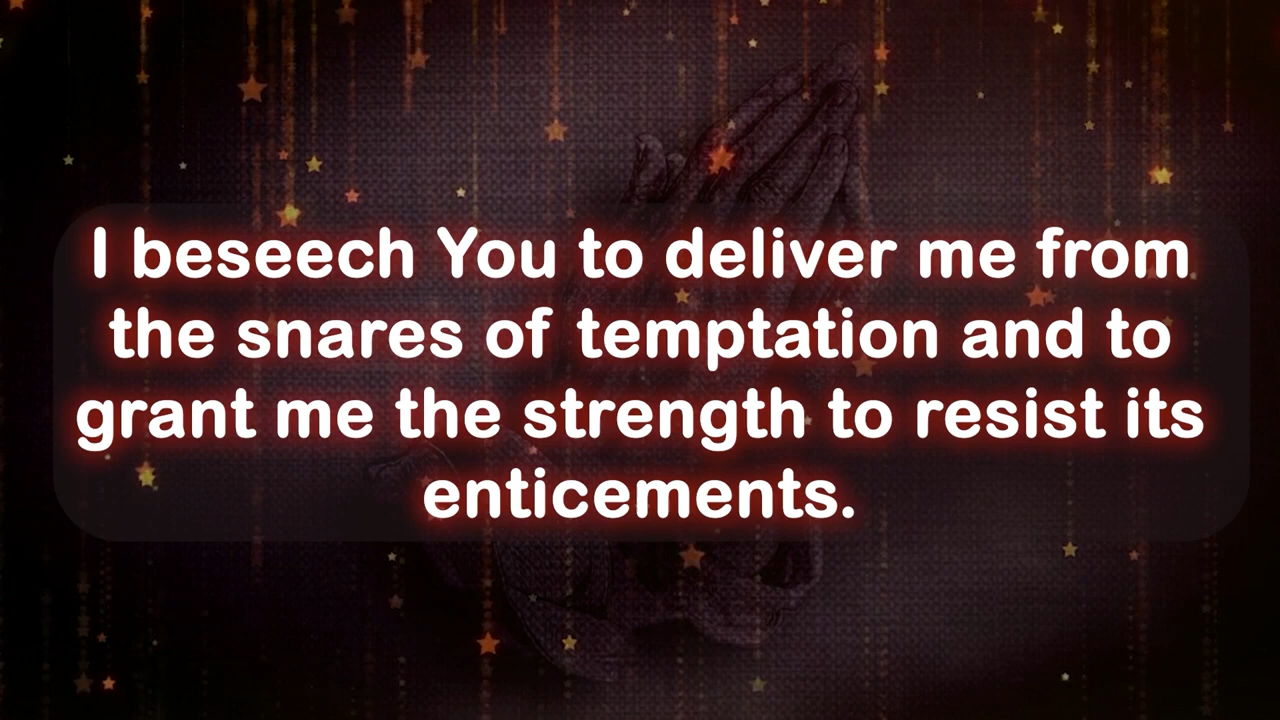 I beseech You to deliver me from
the snares of temptation and to
grant me the strength to resist its
enticements.